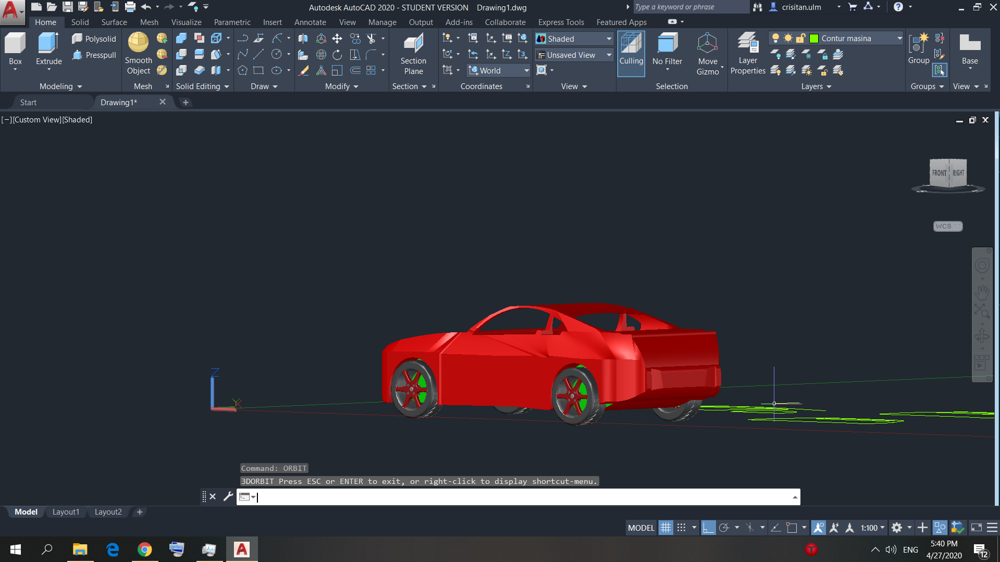 Autodesk AutoCAD 2020 - STUDENT VERSION Drawing1.dwg
Type a keyword or phrase
crisitan.ulm
Home Solid Surface Mesh Visualize Parametric Insert Annotate View Manage Output Add-ins Collaborate Express Tools Featured Apps
Box
Extrude
Polysolid
Presspull
Modeling
Smooth
Object
Mesh
Solid Editing
Draw
Modify
Section
Plane
Section
World
Coordinates
Shaded
Unsaved View
View
Culling
No Filter
Move
Gizmo
Selection
Layer
Properties
Contur masina
Layers
Group
Groups
Base
View
Start
Drawing1*
[−][Custom View][Shaded]
FRONT RIGHT
WCS
Z
Y
Command: ORBIT
3DORBIT Press ESC or ENTER to exit, or right-click to display shortcut-menu.
Model Layout1 Layout2
MODEL
1:100
ENG
5:40 PM
4/27/2020
12